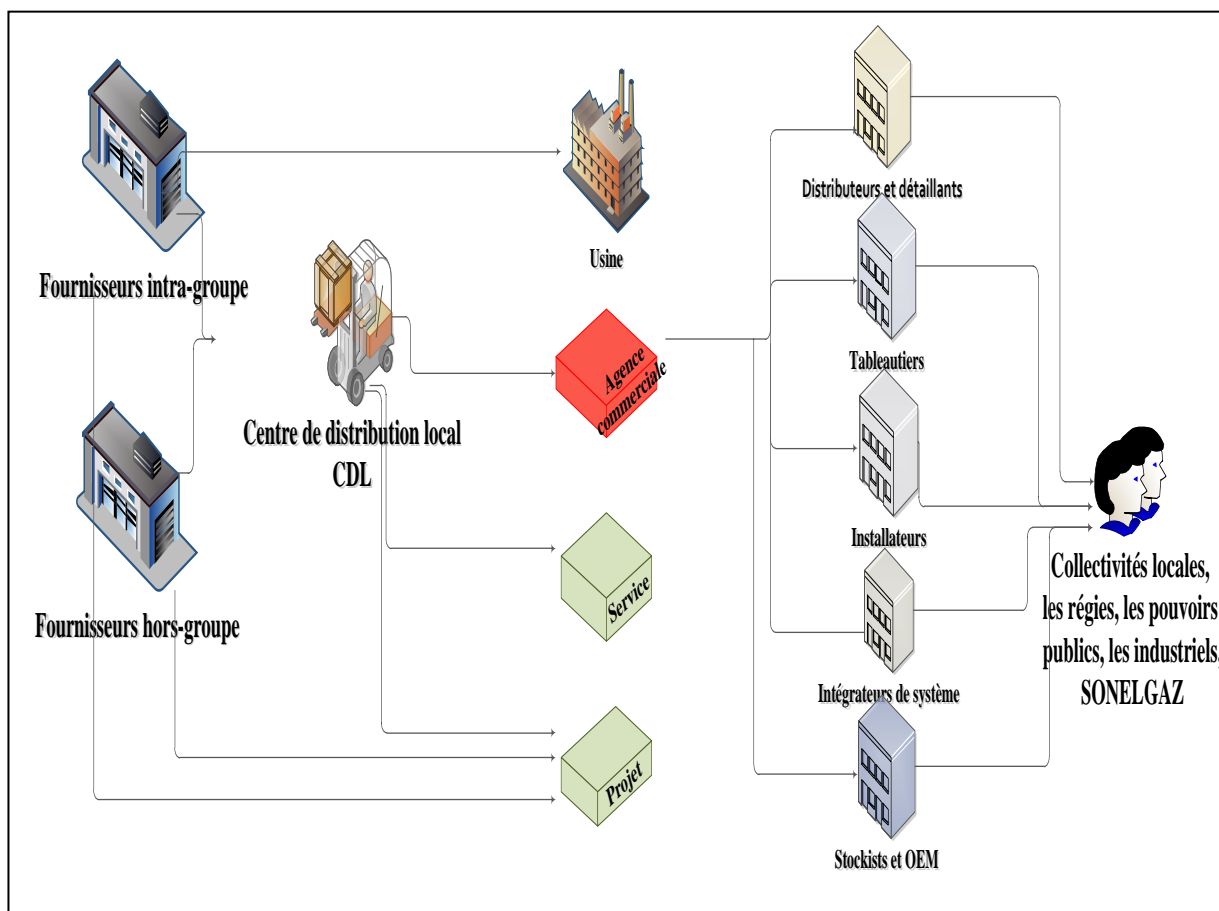 Fournisseurs intra-groupe
Fournisseurs hors-groupe
Centre de distribution local
CDL
Usine
Agence
commerciale
Service
Projet
Distributeurs et détaillants
Tableautiers
Installateurs
Intégrateurs de système
Stockists et OEM
Collectivités locales,
les régies, les pouvoirs
publics, les industriels,
SONELGAZ